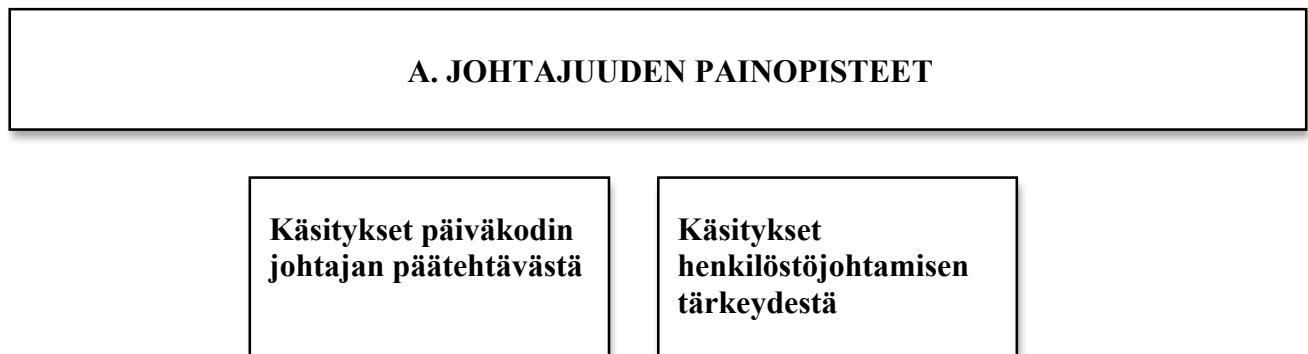 A. JOHTAJUUDEN PAINOPISTEET
Käsitykset päiväkodin
johtajan päätehtävästä
Käsitykset
henkilöstöjohtamisen
tärkeydestä